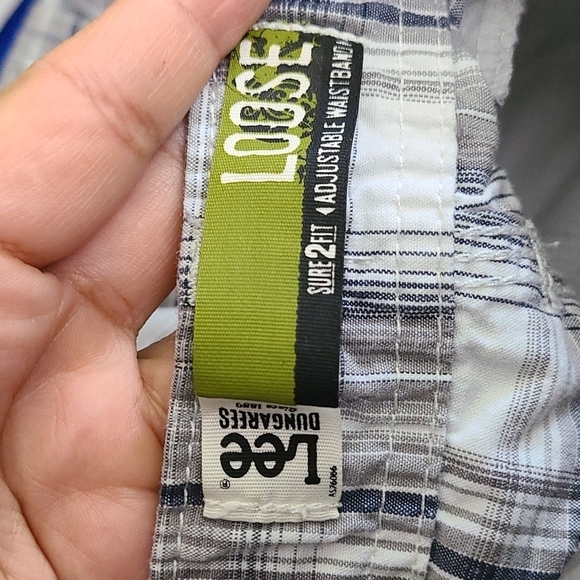 LOOSE
SURE2FIT ◀ADJUSTABLE WAISTBAND
Lee
®
DUNGAREES
Since 1889